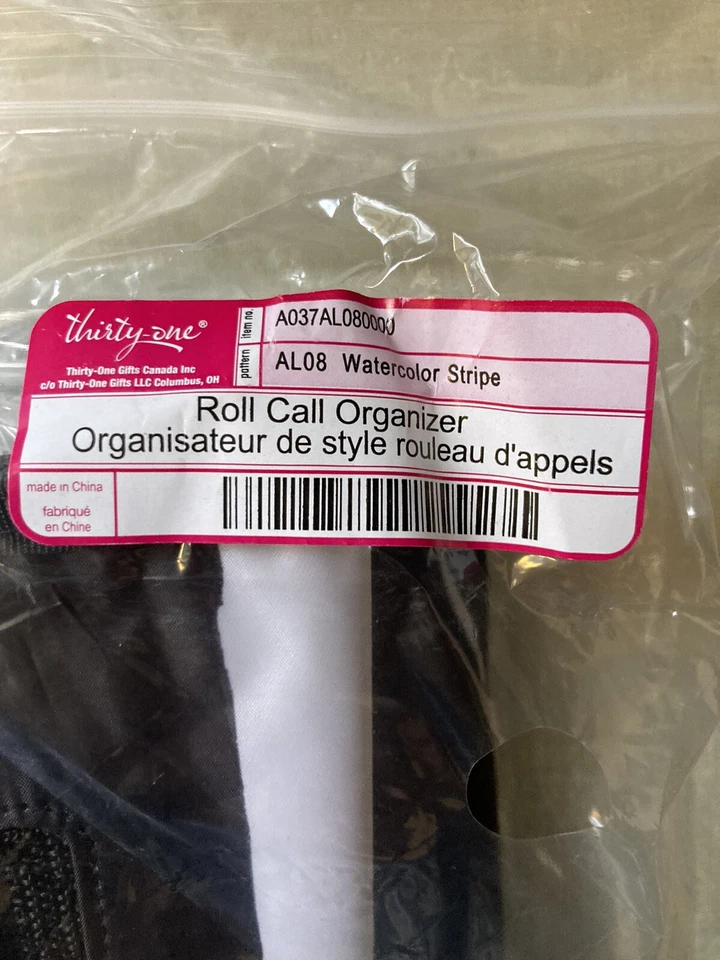 thirty-one®
Thirty-One Gifts Canada Inc
c/o Thirty-One Gifts LLC Columbus, OH
item no. A037AL080000
pattern AL08 Watercolor Stripe
Roll Call Organizer
Organisateur de style rouleau d'appels
made in China
fabriqué
en Chine